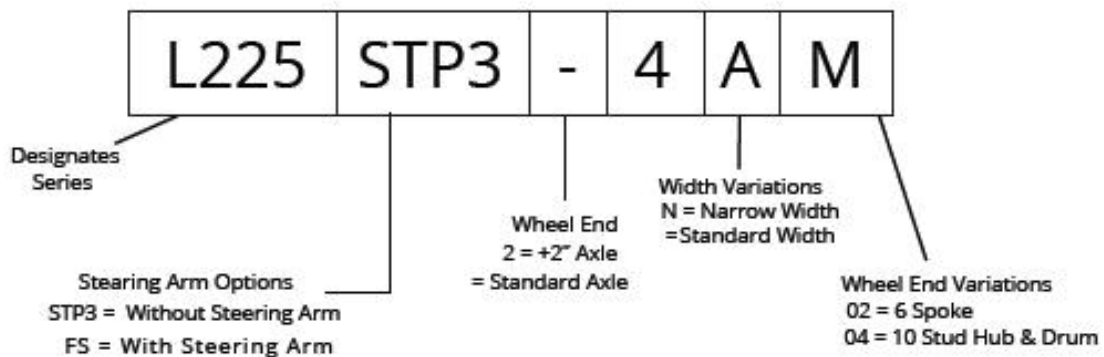 L225 STP3 - 4 A M
Designates
Series
Stearing Arm Options
STP3 = Without Steering Arm
FS = With Steering Arm
Wheel End
2 = +2" Axle
= Standard Axle
Width Variations
N = Narrow Width
=Standard Width
Wheel End Variations
02 = 6 Spoke
04 = 10 Stud Hub & Drum